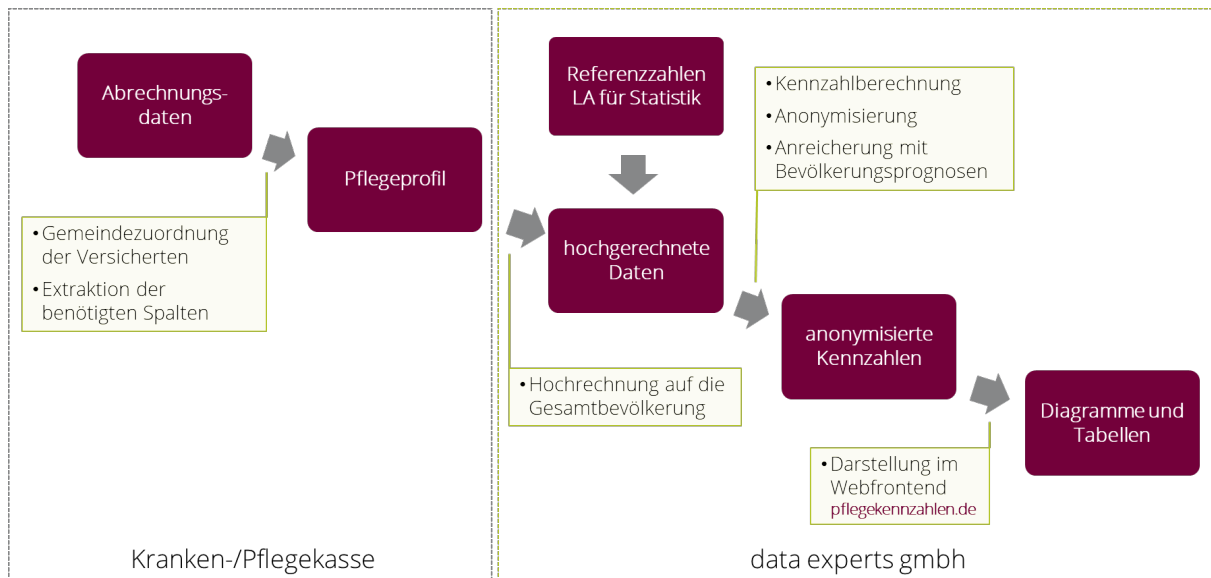 Abrechnungs-
daten
Pflegeprofil
• Gemeindezuordnung
der Versicherten
• Extraktion der
benötigten Spalten
Kranken-/Pflegekasse
Referenzzahlen
LA für Statistik
• Kennzahlberechnung
• Anonymisierung
• Anreicherung mit
Bevölkerungsprognosen
hochgerechnete
Daten
• Hochrechnung auf die
Gesamtbevölkerung
anonymisierte
Kennzahlen
Diagramme und
Tabellen
• Darstellung im
Webfrontend
pflegekennzahlen.de
data experts gmbh